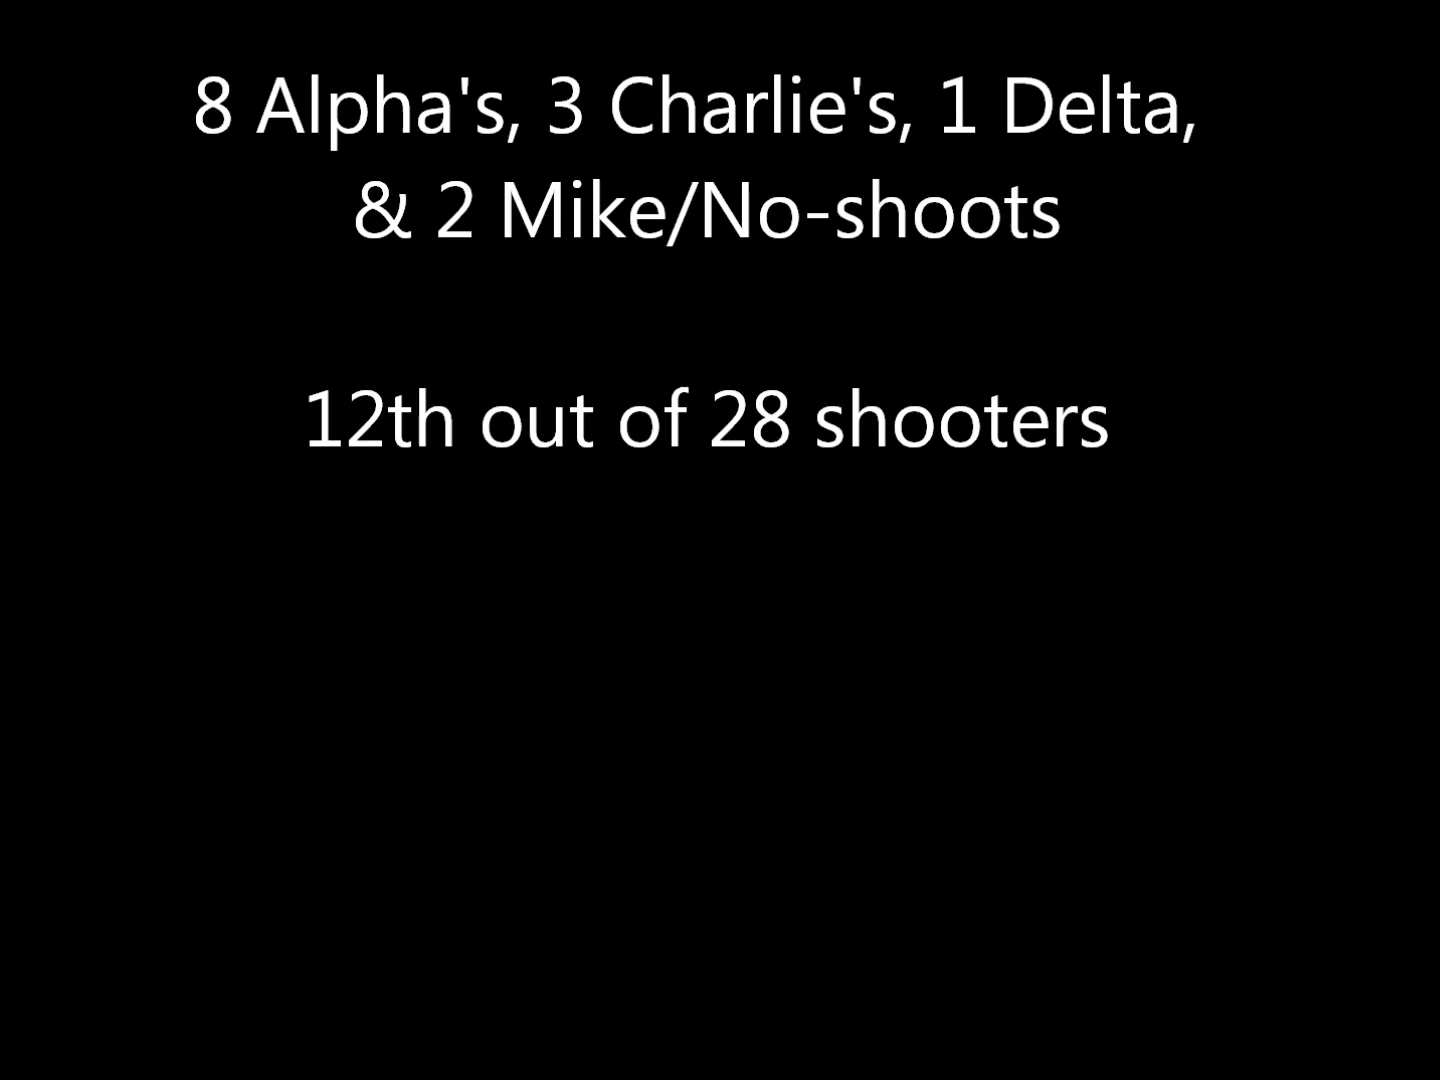 8 Alpha's, 3 Charlie's, 1 Delta,
& 2 Mike/No-shoots
12th out of 28 shooters